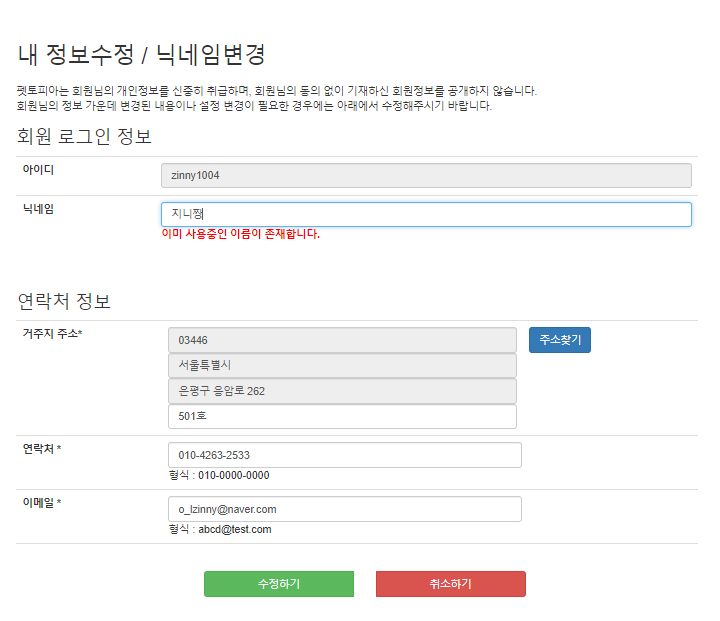 내 정보수정 / 닉네임변경
펫토피아는 회원님의 개인정보를 신중히 취급하며, 회원님의 동의 없이 기재하신 회원정보를 공개하지 않습니다.
회원님의 정보 가운데 변경된 내용이나 설정 변경이 필요한 경우에는 아래에서 수정해주시기 바랍니다.
회원 로그인 정보
아이디
zinny1004
닉네임
지니쨩
이미 사용중인 이름이 존재합니다.
연락처 정보
거주지 주소*
03446
주소찾기
서울특별시
은평구 응암로 262
501호
연락처 *
010-4263-2533
형식 : 010-0000-0000
이메일 *
o_lzinny@naver.com
형식 : abcd@test.com
수정하기
취소하기